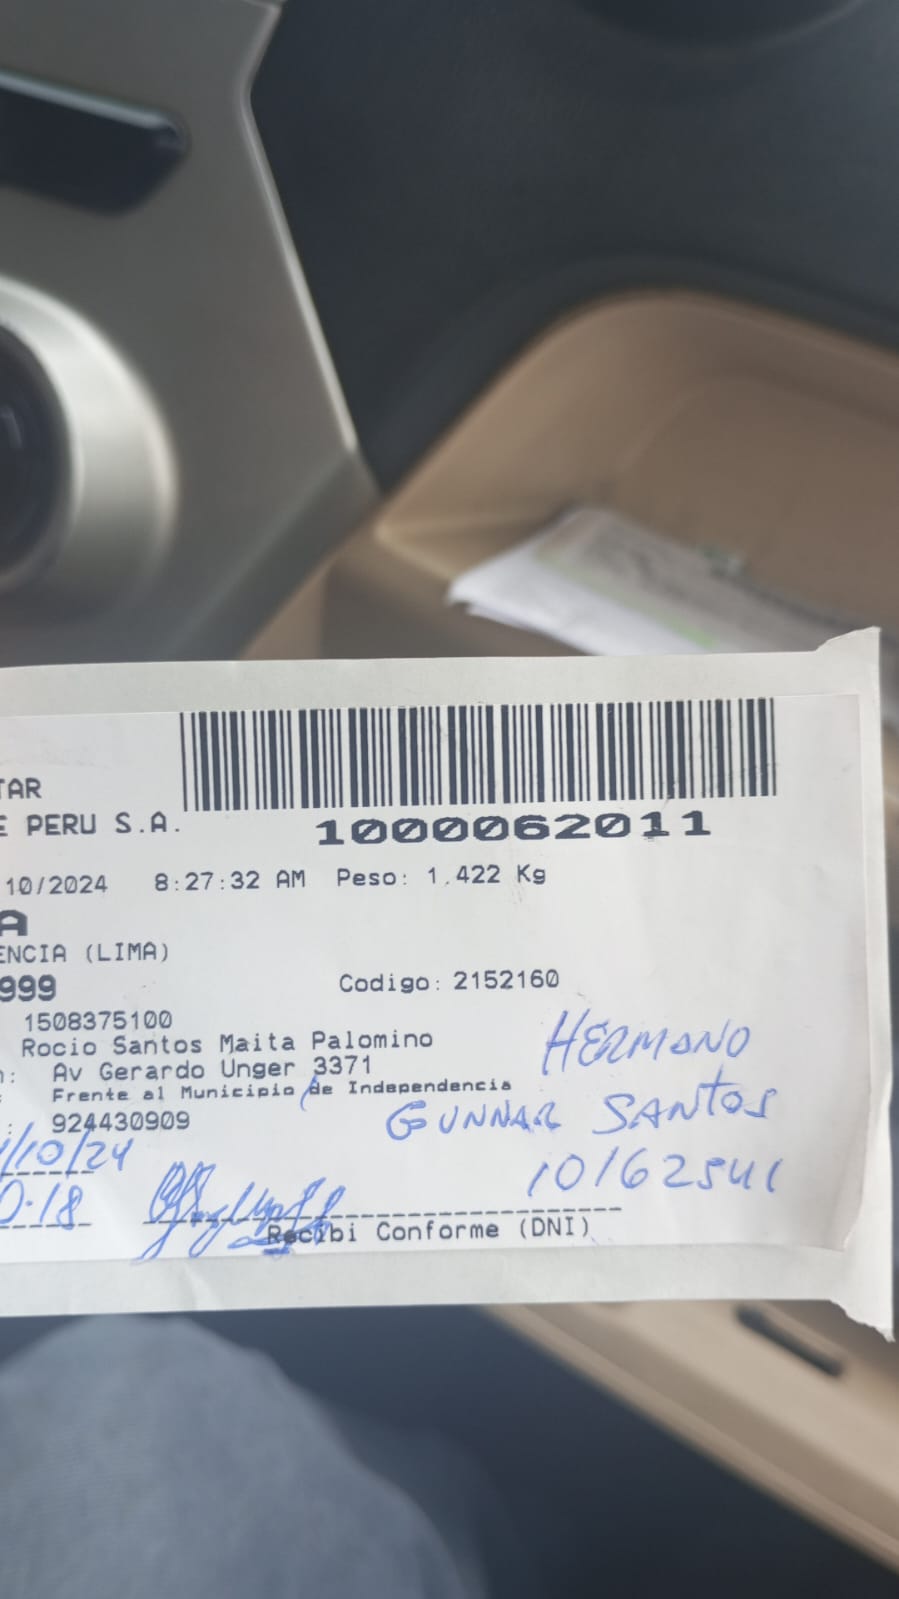 TAR
E PERU S.A.
1000062011
10/2024 8:27:32 AM Peso: 1.422 Kg
A
ENCIA (LIMA)
999 Codigo: 2152160
1508375100
Rocio Santos Maita Palomino
n: Av Gerardo Unger 3371
: Frente al Municipio de Independencia
: 924430909
HERMANO
GUNNAR SANTOS
10162541
/10/24
0:18
Recibi Conforme (DNI)